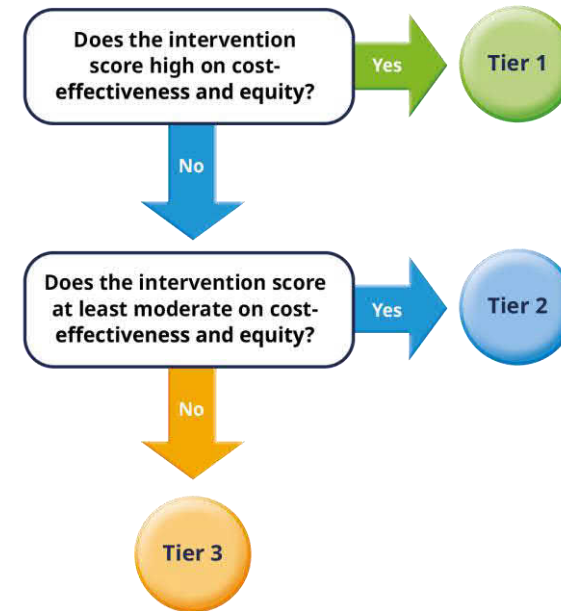 Does the intervention
score high on cost-
effectiveness and equity?
Yes
Tier 1
No
Does the intervention score
at least moderate on cost-
effectiveness and equity?
Yes
Tier 2
No
Tier 3